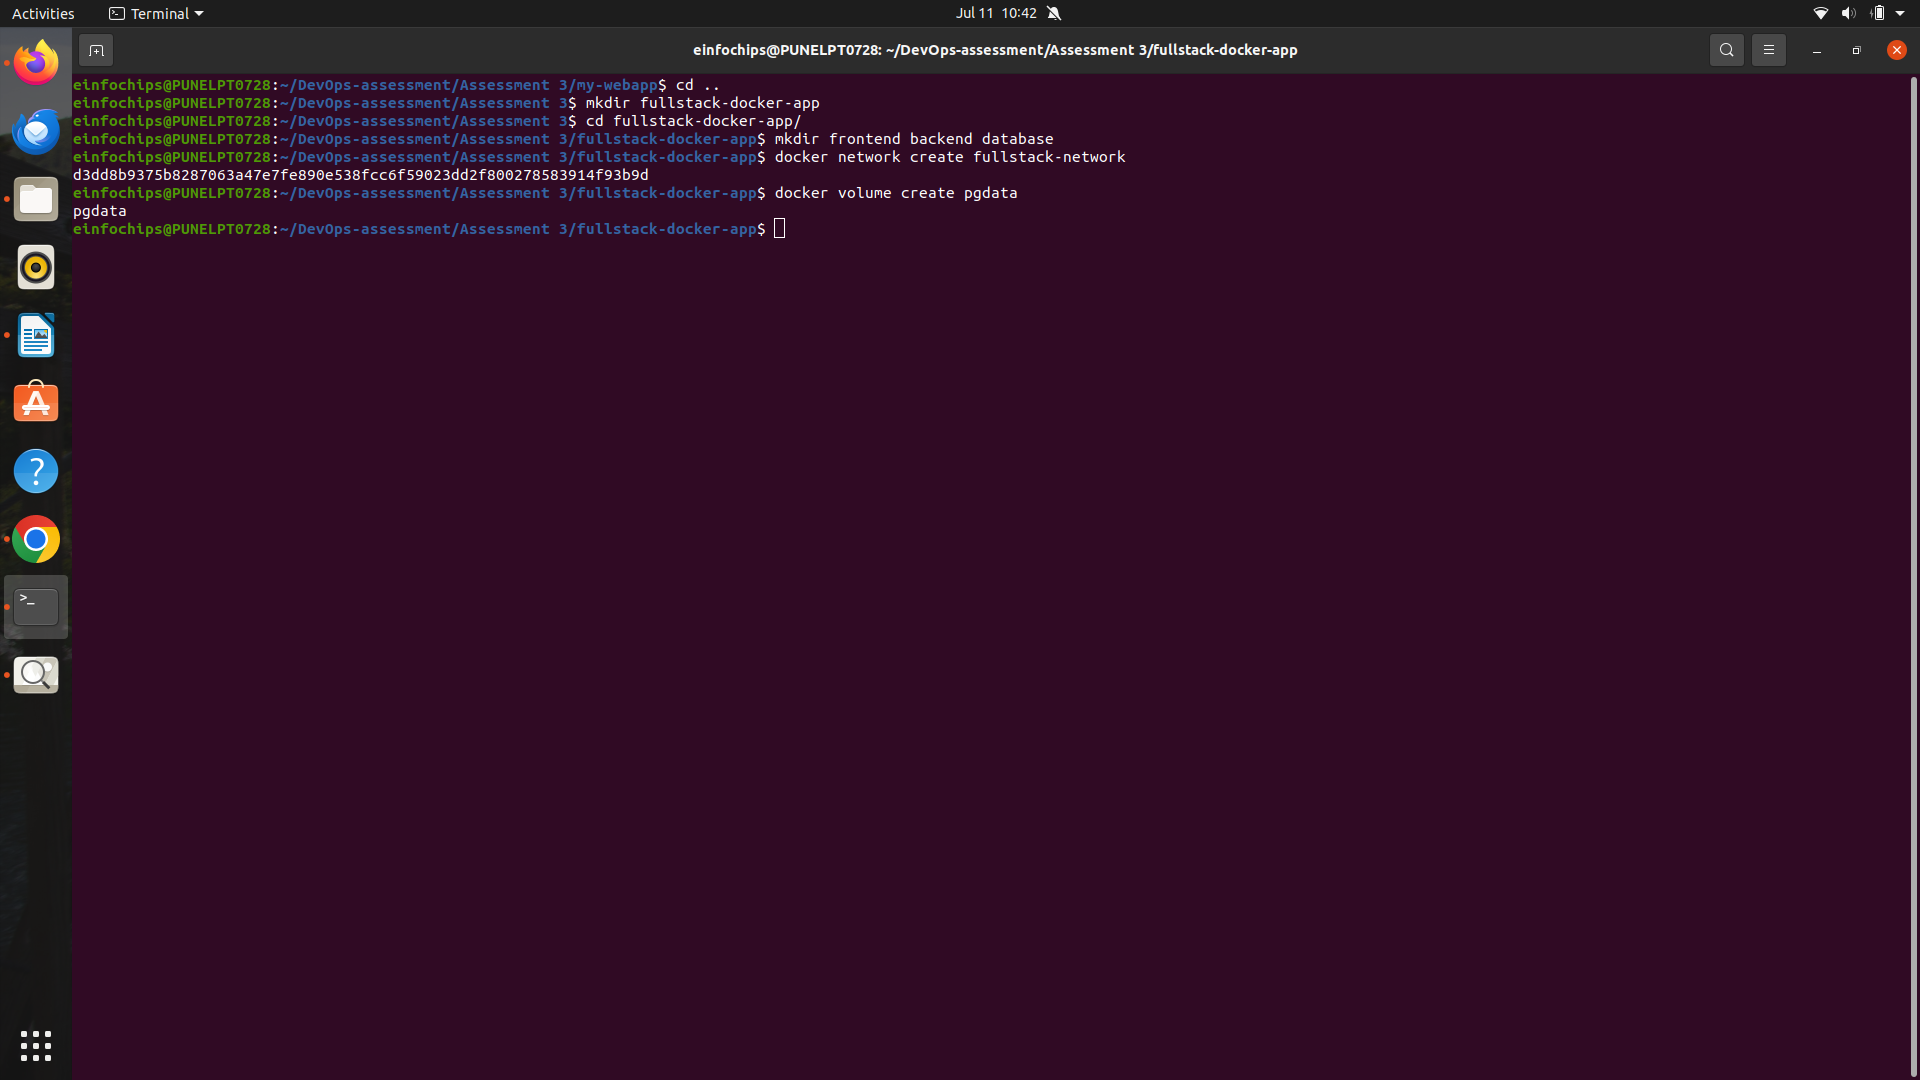 Activities
Terminal
Jul 11 10:42
einfochips@PUNELPT0728: ~/DevOps-assessment/Assessment 3/fullstack-docker-app
einfochips@PUNELPT0728:~/DevOps-assessment/Assessment 3/my-webapp$ cd ..
einfochips@PUNELPT0728:~/DevOps-assessment/Assessment 3$ mkdir fullstack-docker-app
einfochips@PUNELPT0728:~/DevOps-assessment/Assessment 3$ cd fullstack-docker-app/
einfochips@PUNELPT0728:~/DevOps-assessment/Assessment 3/fullstack-docker-app$ mkdir frontend backend database
einfochips@PUNELPT0728:~/DevOps-assessment/Assessment 3/fullstack-docker-app$ docker network create fullstack-network
d3dd8b9375b8287063a47e7fe890e538fcc6f59023dd2f800278583914f93b9d
einfochips@PUNELPT0728:~/DevOps-assessment/Assessment 3/fullstack-docker-app$ docker volume create pgdata
pgdata
einfochips@PUNELPT0728:~/DevOps-assessment/Assessment 3/fullstack-docker-app$